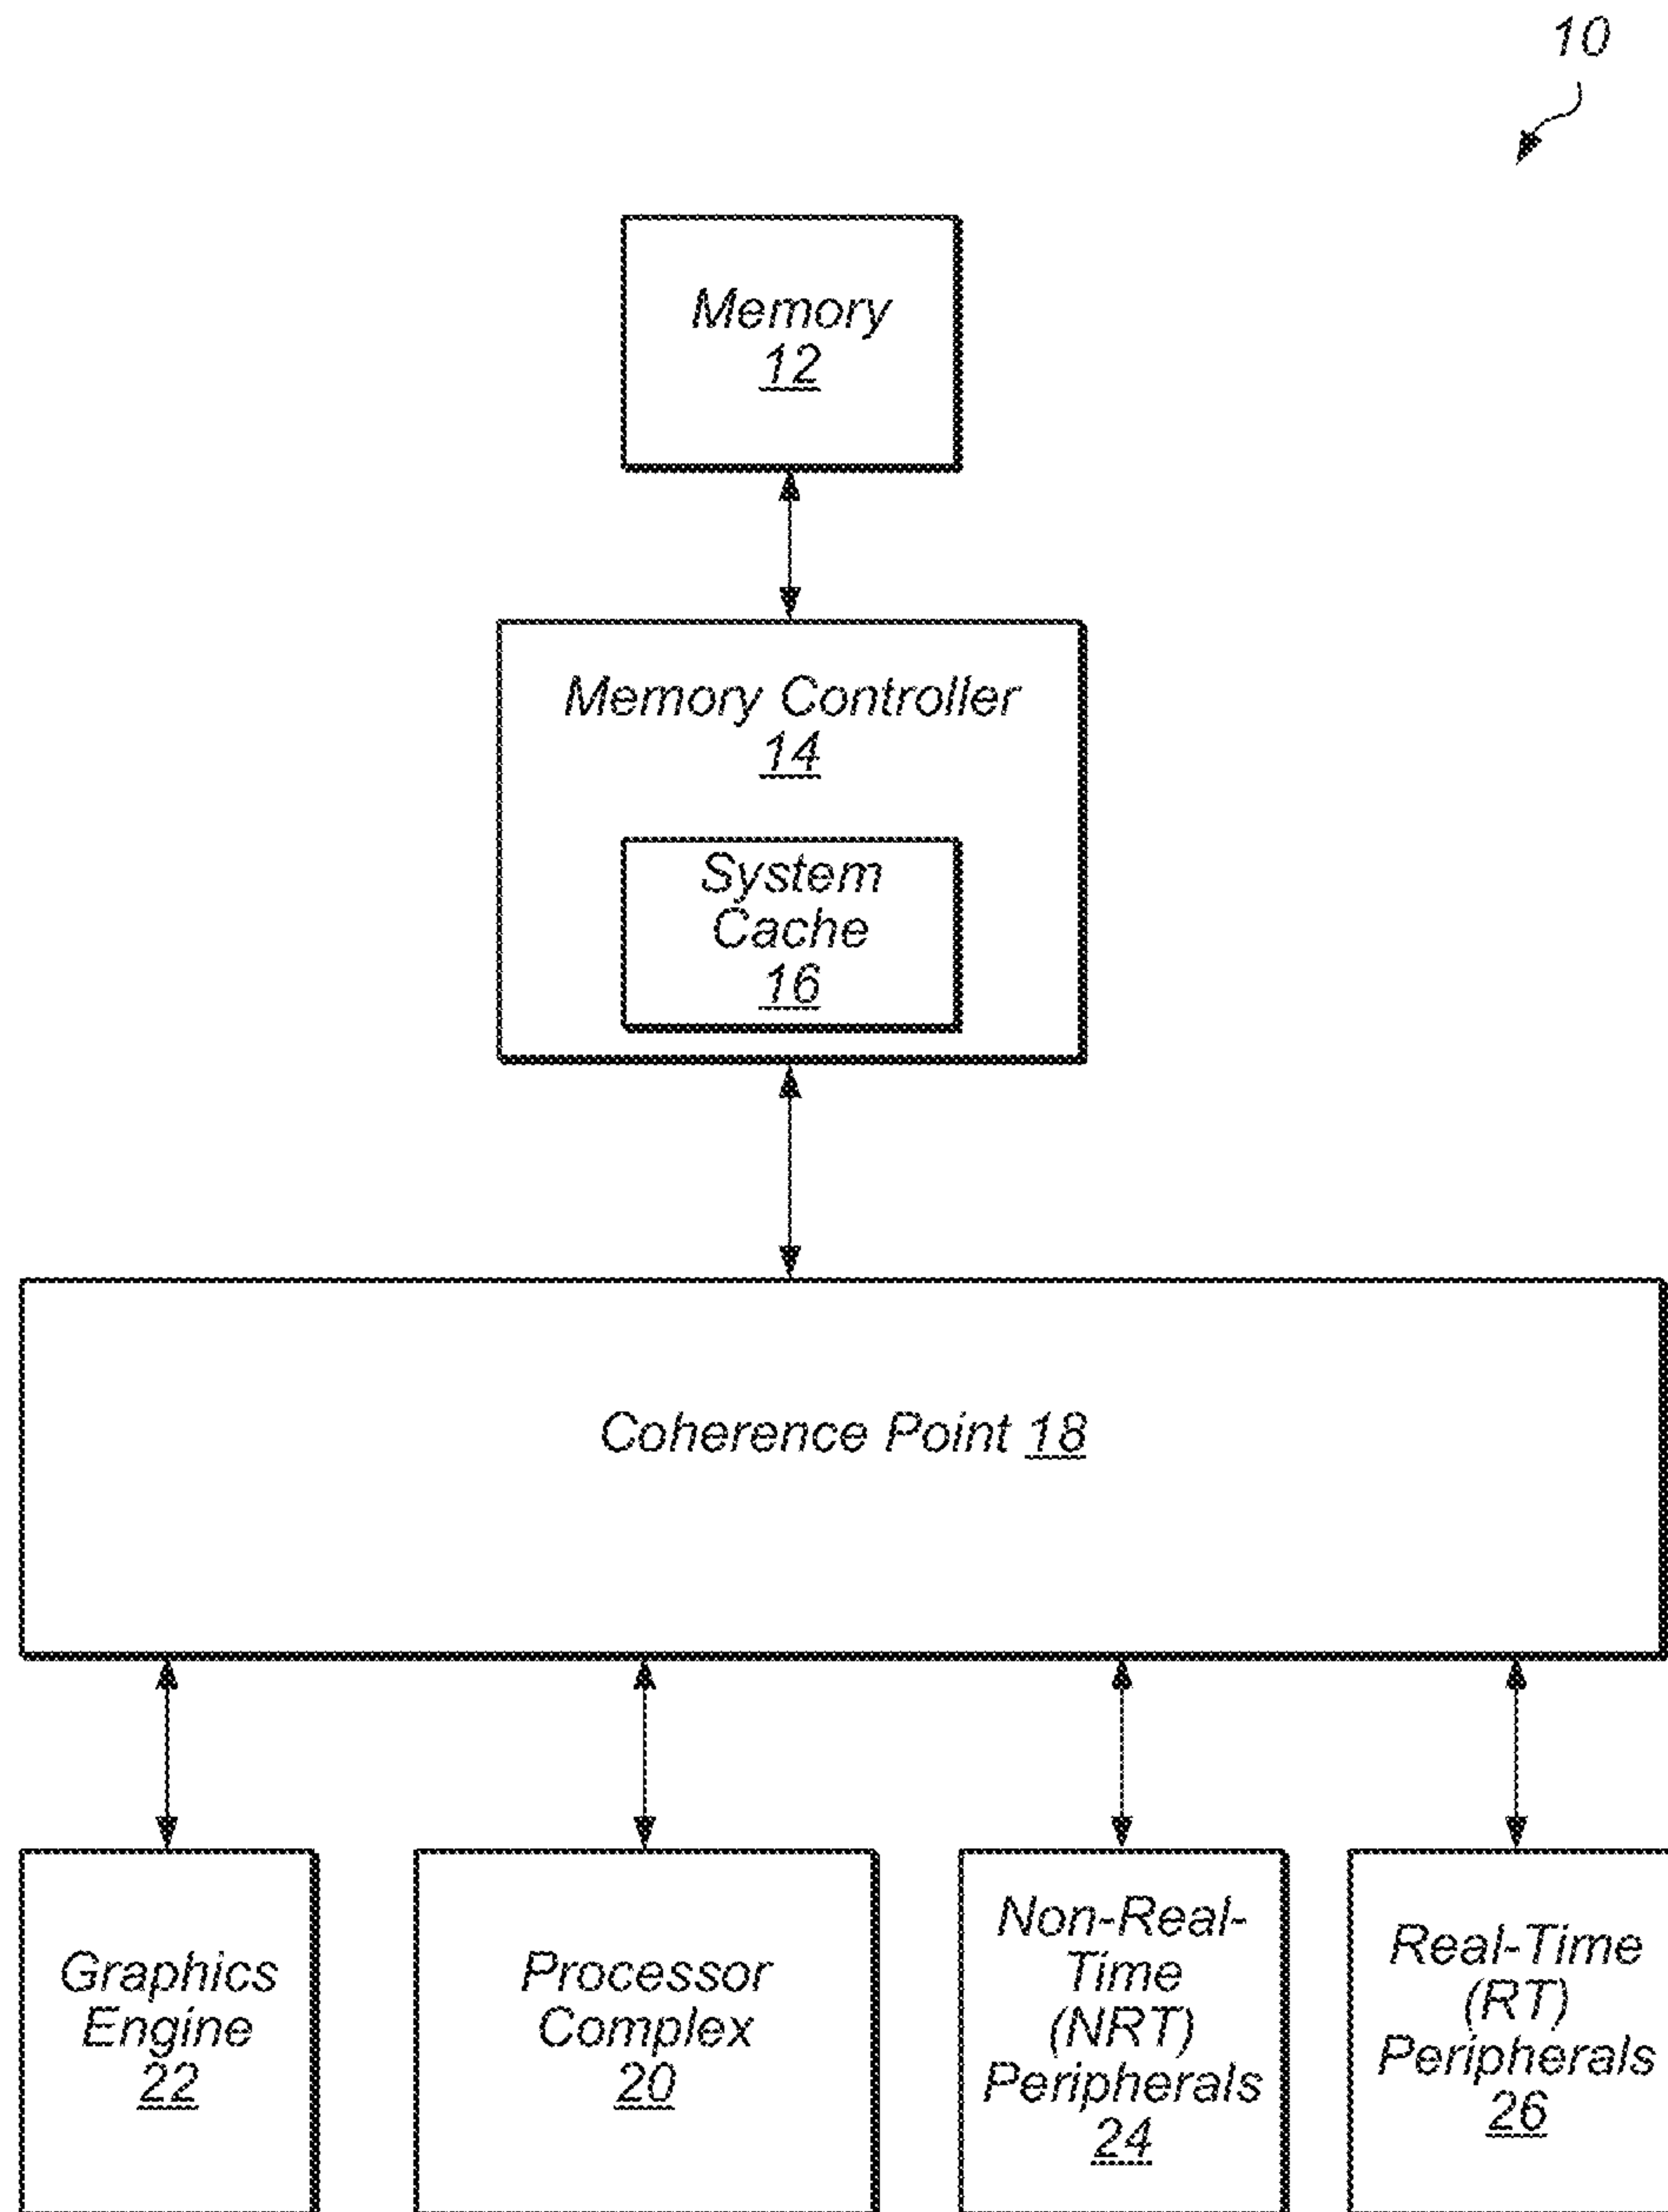 10
Memory
12
Memory Controller
14
System
Cache
16
Coherence Point 18
Graphics
Engine
22
Processor
Complex
20
Non-Real-
Time
(NRT)
Peripherals
24
Real-Time
(RT)
Peripherals
26